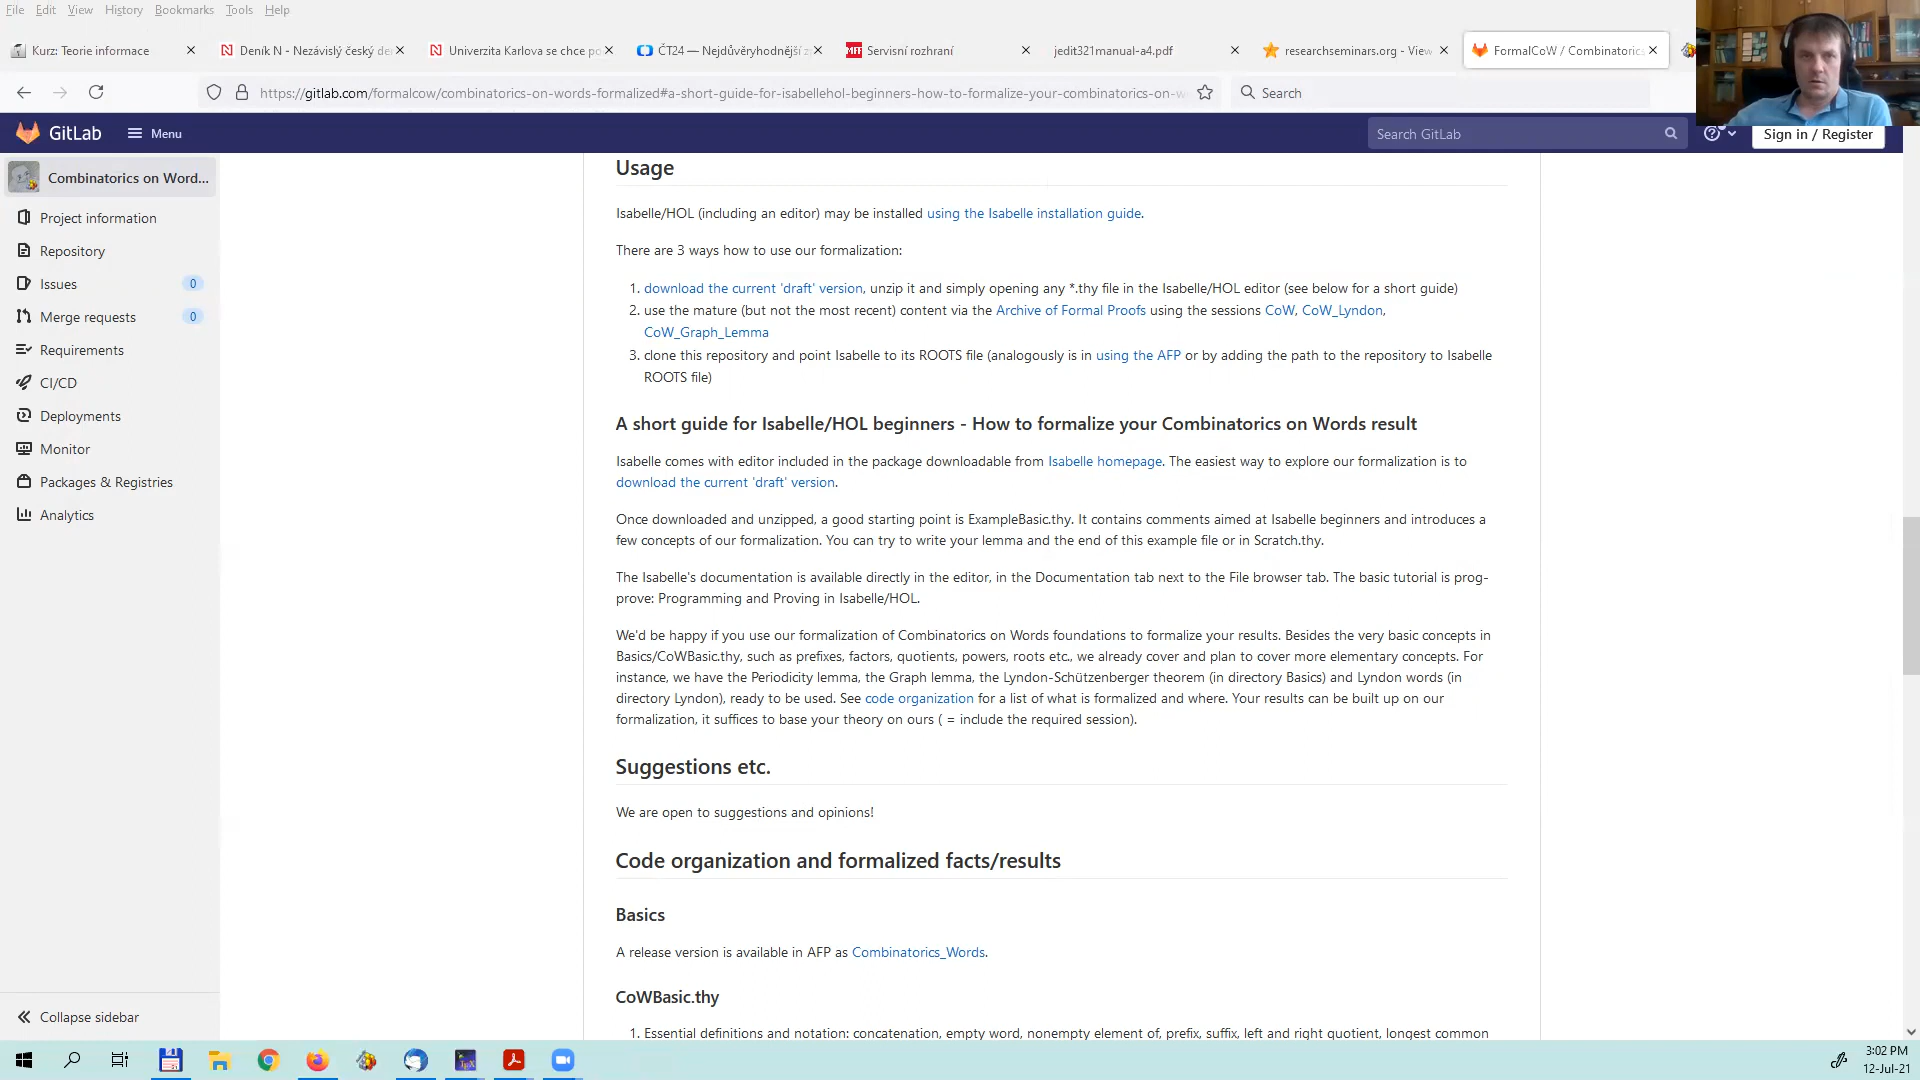 File Edit View History Bookmarks Tools Help
Kurz: Teorie informace
Deník N - Nezávislý český de
Univerzita Karlova se chce po
ČT24 — Nejdůvěryhodnější z
MFF Servisní rozhraní
jedit321manual-a4.pdf
researchseminars.org - View
FormalCoW / Combinatorics
https://gitlab.com/formalcow/combinatorics-on-words-formalized#a-short-guide-for-isabellehol-beginners-how-to-formalize-your-combinatorics-on-w
Search
GitLab
Menu
Search GitLab
Sign in / Register
Combinatorics on Word...
Project information
Repository
Issues 0
Merge requests 0
Requirements
CI/CD
Deployments
Monitor
Packages & Registries
Analytics
Collapse sidebar
Usage
Isabelle/HOL (including an editor) may be installed using the Isabelle installation guide.
There are 3 ways how to use our formalization:
1. download the current 'draft' version, unzip it and simply opening any *.thy file in the Isabelle/HOL editor (see below for a short guide)
2. use the mature (but not the most recent) content via the Archive of Formal Proofs using the sessions CoW, CoW_Lyndon,
CoW_Graph_Lemma
3. clone this repository and point Isabelle to its ROOTS file (analogously is in using the AFP or by adding the path to the repository to Isabelle
ROOTS file)
A short guide for Isabelle/HOL beginners - How to formalize your Combinatorics on Words result
Isabelle comes with editor included in the package downloadable from Isabelle homepage. The easiest way to explore our formalization is to
download the current 'draft' version.
Once downloaded and unzipped, a good starting point is ExampleBasic.thy. It contains comments aimed at Isabelle beginners and introduces a
few concepts of our formalization. You can try to write your lemma and the end of this example file or in Scratch.thy.
The Isabelle's documentation is available directly in the editor, in the Documentation tab next to the File browser tab. The basic tutorial is prog-
prove: Programming and Proving in Isabelle/HOL.
We'd be happy if you use our formalization of Combinatorics on Words foundations to formalize your results. Besides the very basic concepts in
Basics/CoWBasic.thy, such as prefixes, factors, quotients, powers, roots etc., we already cover and plan to cover more elementary concepts. For
instance, we have the Periodicity lemma, the Graph lemma, the Lyndon-Schützenberger theorem (in directory Basics) and Lyndon words (in
directory Lyndon), ready to be used. See code organization for a list of what is formalized and where. Your results can be built up on our
formalization, it suffices to base your theory on ours ( = include the required session).
Suggestions etc.
We are open to suggestions and opinions!
Code organization and formalized facts/results
Basics
A release version is available in AFP as Combinatorics_Words.
CoWBasic.thy
1. Essential definitions and notation: concatenation, empty word, nonempty element of, prefix, suffix, left and right quotient, longest common
3:02 PM
12-Jul-21